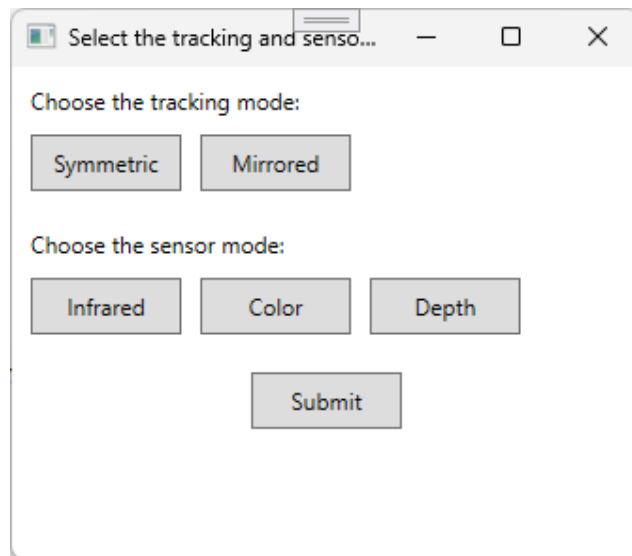 Select the tracking and senso...
Choose the tracking mode:
Symmetric Mirrored
Choose the sensor mode:
Infrared Color Depth
Submit